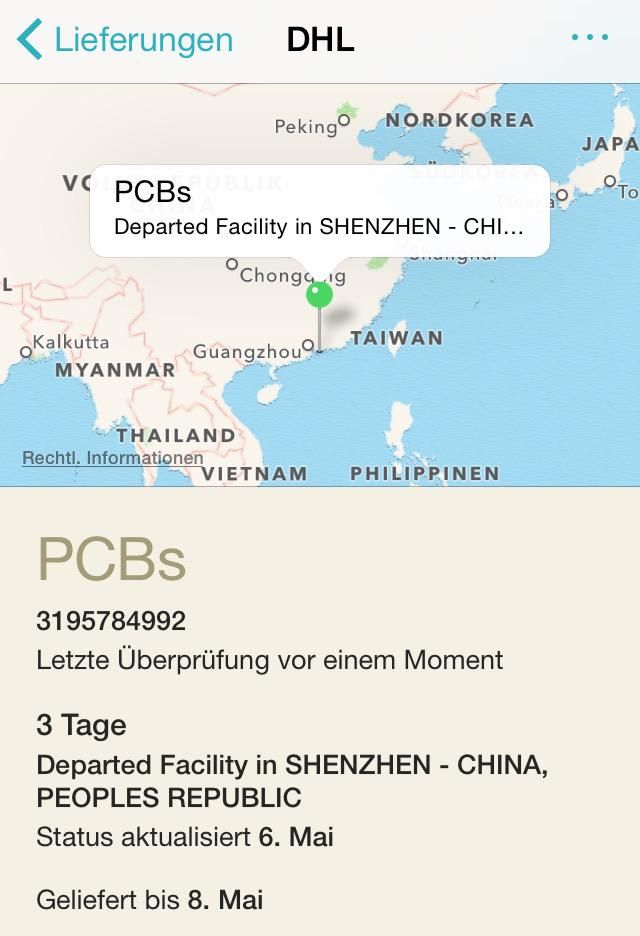 Lieferungen
DHL
Peking
NORDKOREA
JAPA
SÜDKOREA
PCBs
Departed Facility in SHENZHEN - CHI...
Osaka
To
Shanghai
Chongqing
L
Kalkutta
Guangzhou
TAIWAN
MYANMAR
THAILAND
Rechtl. Informationen
VIETNAM
PHILIPPINEN
PCBs
3195784992
Letzte Überprüfung vor einem Moment
3 Tage
Departed Facility in SHENZHEN - CHINA,
PEOPLES REPUBLIC
Status aktualisiert 6. Mai
Geliefert bis 8. Mai